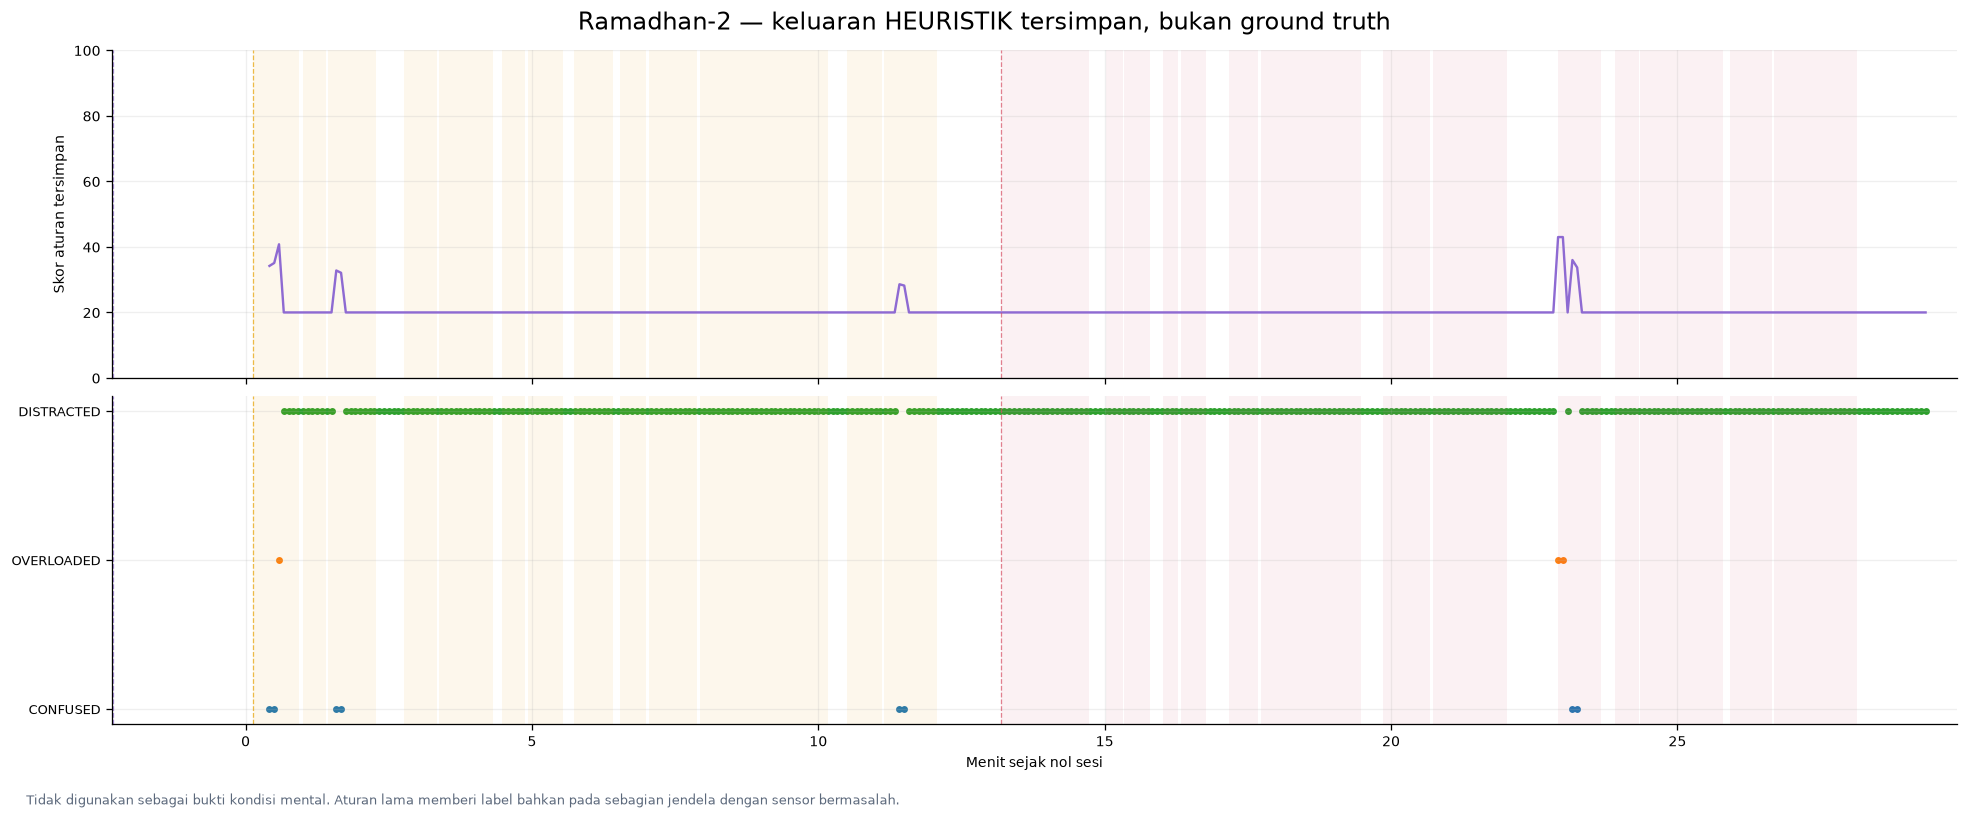 Ramadhan-2 — keluaran HEURISTIK tersimpan, bukan ground truth
Skor aturan tersimpan
100
80
60
40
20
0
DISTRACTED
OVERLOADED
CONFUSED
0 5 10 15 20 25
Menit sejak nol sesi
Tidak digunakan sebagai bukti kondisi mental. Aturan lama memberi label bahkan pada sebagian jendela dengan sensor bermasalah.